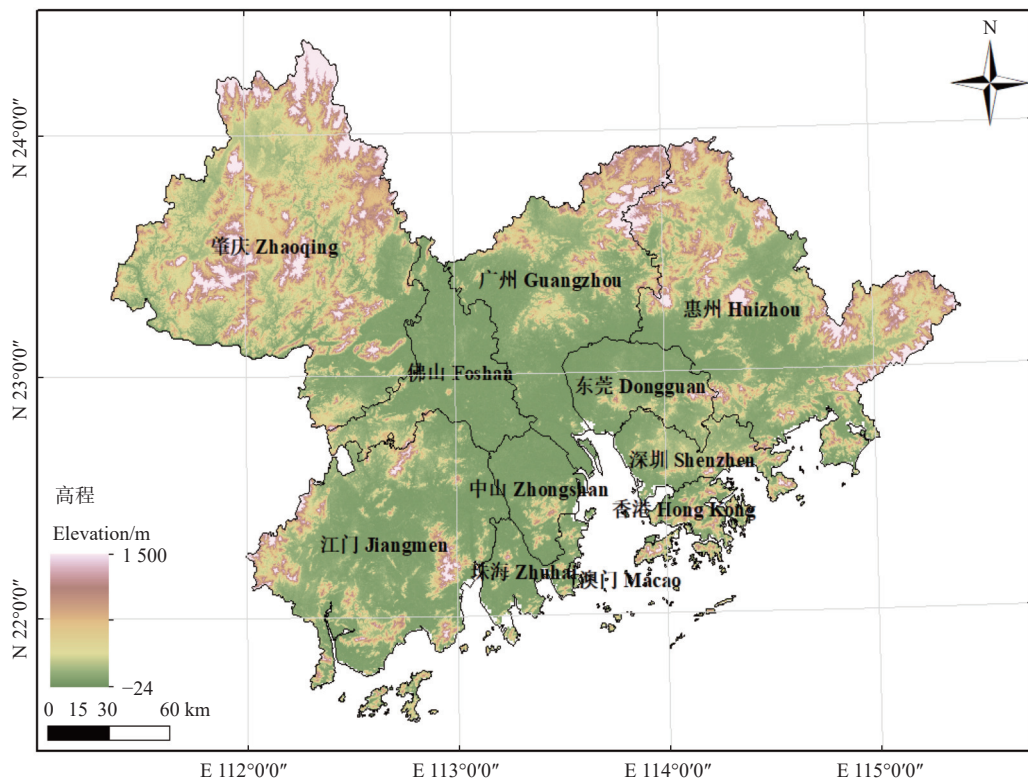 N
N 24°0′0″
肇庆 Zhaoqing
广州 Guangzhou
惠州 Huizhou
N 23°0′0″
佛山 Foshan
东莞 Dongguan
深圳 Shenzhen
中山 Zhongshan
香港 Hong Kong
江门 Jiangmen
珠海 Zhuhai
澳门 Macao
N 22°0′0″
高程
Elevation/m
1 500
−24
0 15 30 60 km
E 112°0′0″
E 113°0′0″
E 114°0′0″
E 115°0′0″